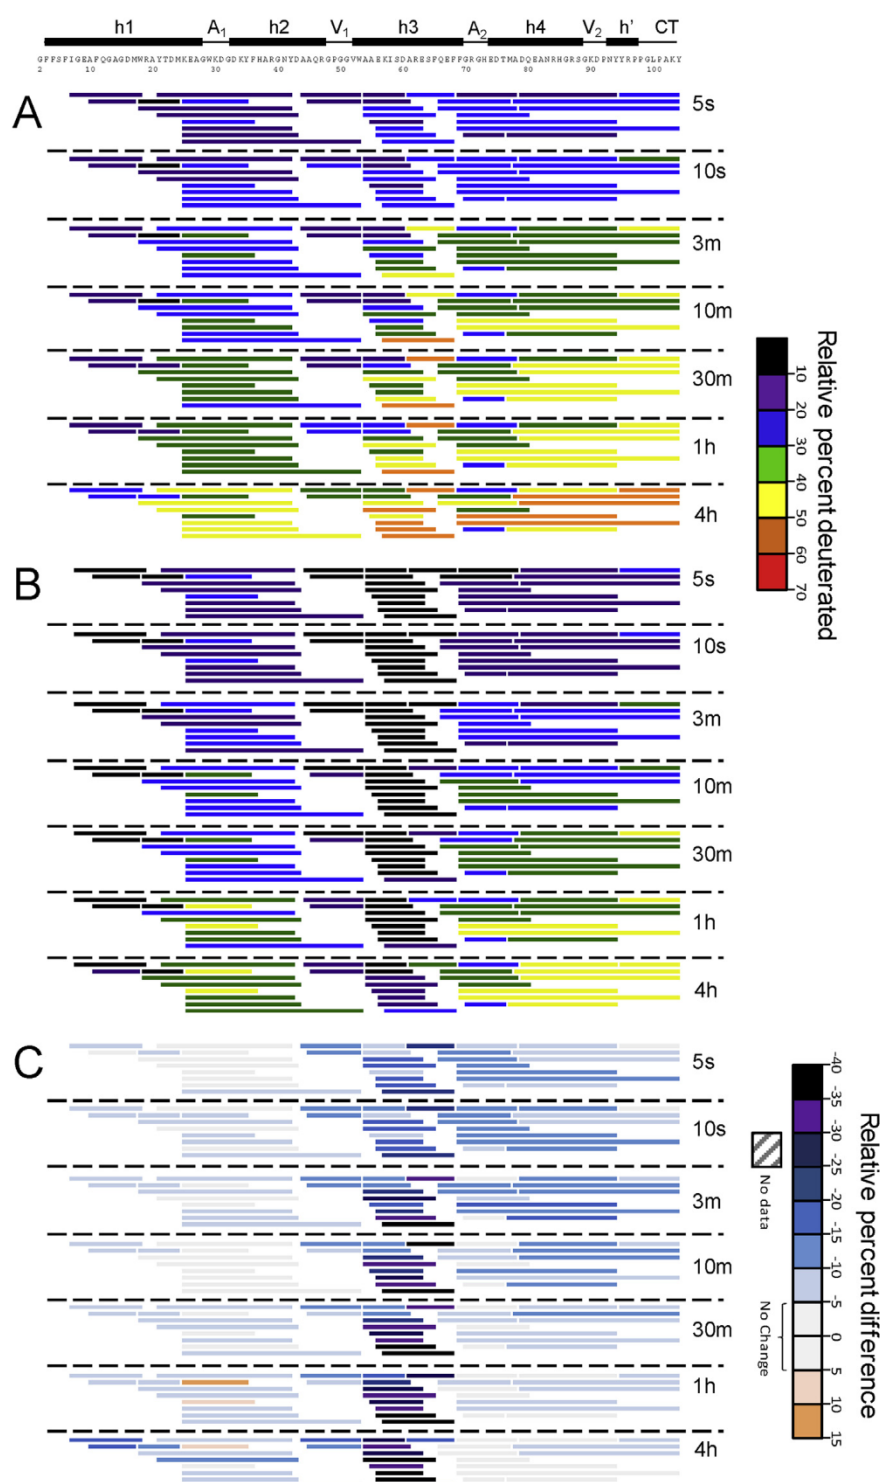 h1 A1 h2 V1 h3 A2 h4 V2 h' CT
GFFSFIGEAFQGAGDMWRAYTDMKEAGWKDGDKYFHARGNYDAAQRGPGGVWAAEKISDARESFQEFFGRGHEDTMADQEANRHGRSGRDPNYYRPPGLPAKY
2 10 20 30 40 50 60 70 80 90 100
A
5s
10s
3m
10m
30m
1h
4h
Relative percent deuterated
10
20
30
40
50
60
70
B
5s
10s
3m
10m
30m
1h
4h
C
5s
10s
3m
10m
30m
1h
4h
Relative percent difference
-40
-35
-30
-25
-20
-15
-10
-5
0
5
10
15
No data
No Change